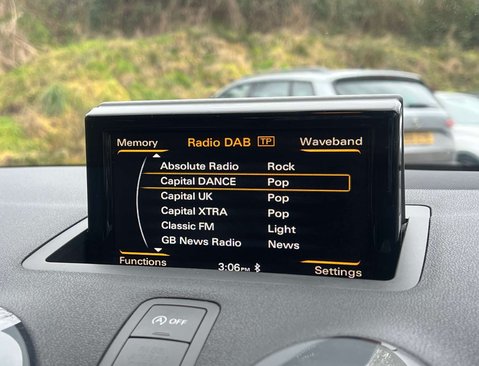 Memory Radio DAB TP Waveband
Absolute Radio Rock
Capital DANCE Pop
Capital UK Pop
Capital XTRA Pop
Classic FM Light
GB News Radio News
Functions 3:06PM Settings
A OFF